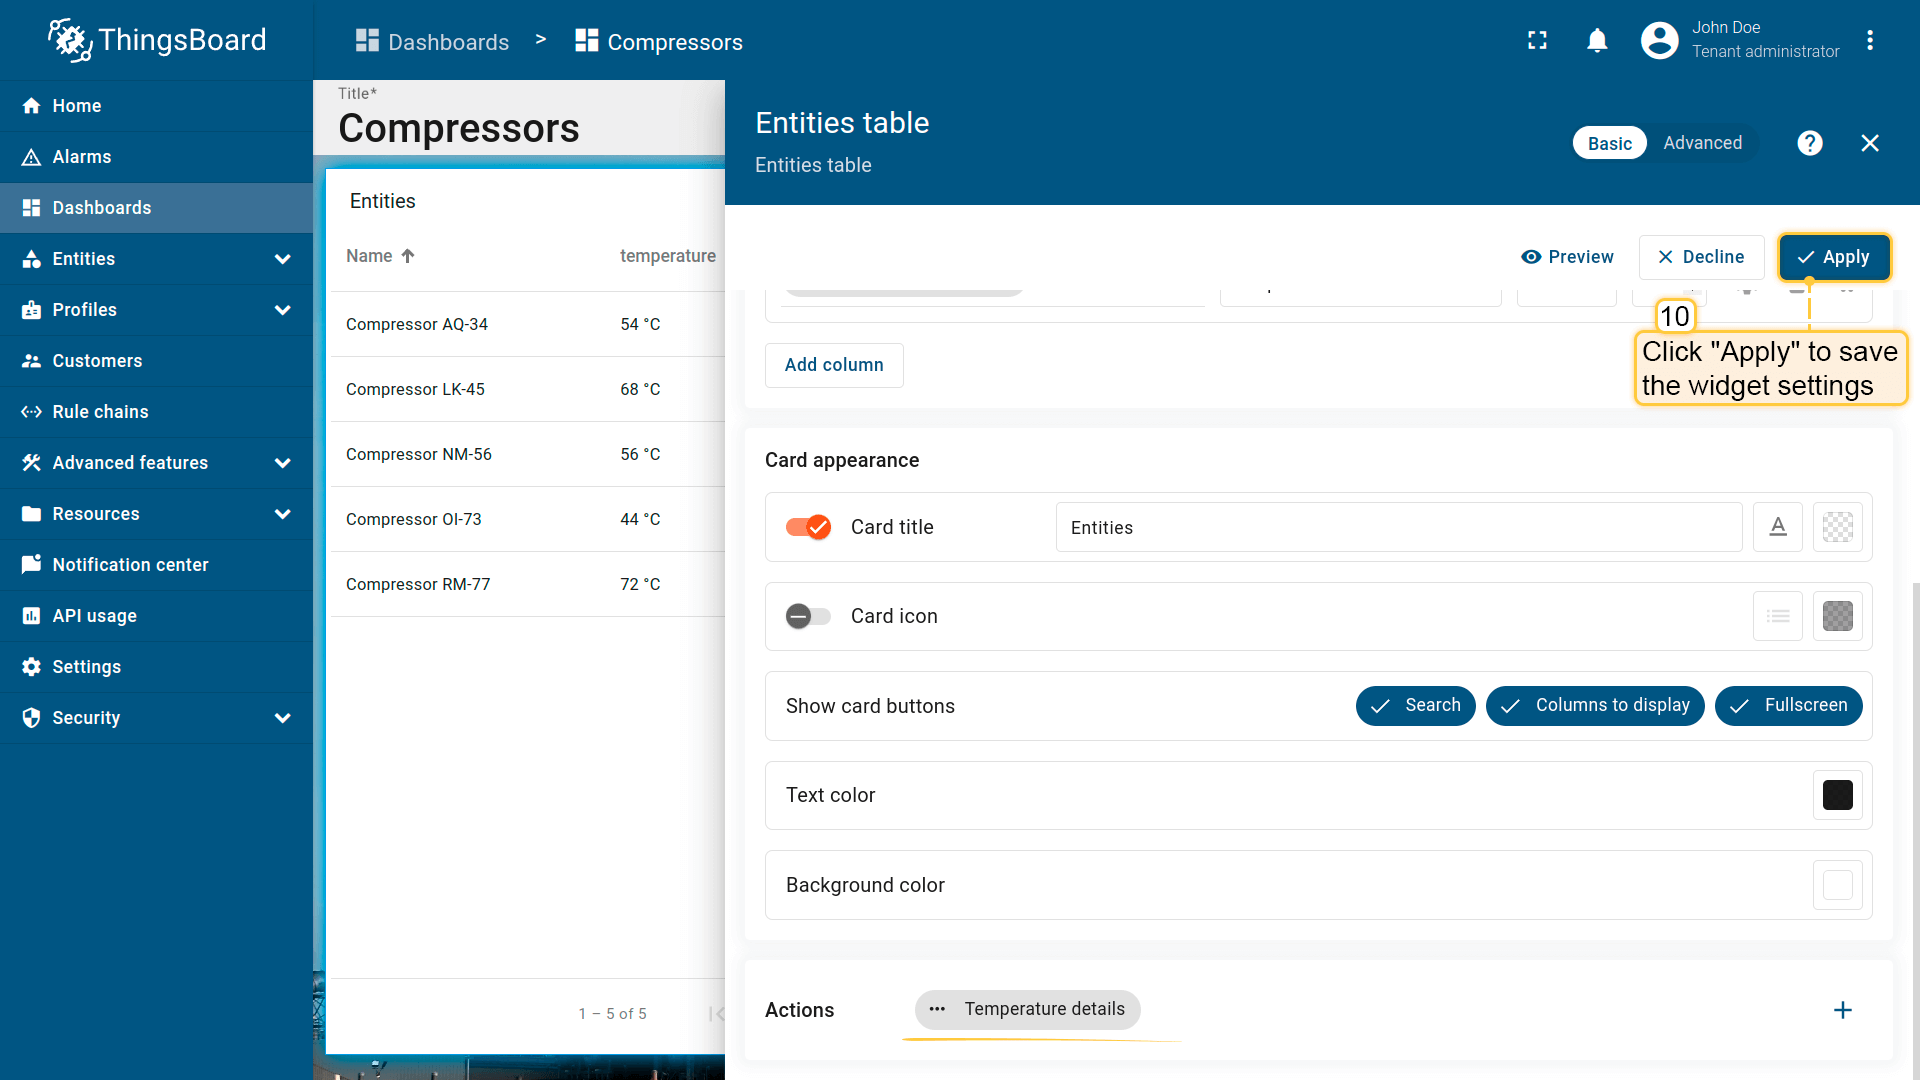 ThingsBoard
Dashboards > Compressors
John Doe
Tenant administrator
Home
Alarms
Dashboards
Entities
Profiles
Customers
Rule chains
Advanced features
Resources
Notification center
API usage
Settings
Security
Title*
Compressors
Entities
Name temperature
Compressor AQ-34 54 °C
Compressor LK-45 68 °C
Compressor NM-56 56 °C
Compressor OI-73 44 °C
Compressor RM-77 72 °C
1 – 5 of 5
Entities table
Entities table
Basic Advanced
Preview Decline Apply
10
Click "Apply" to save
the widget settings
Add column
Card appearance
Card title Entities
Card icon
Show card buttons Search Columns to display Fullscreen
Text color
Background color
Actions Temperature details